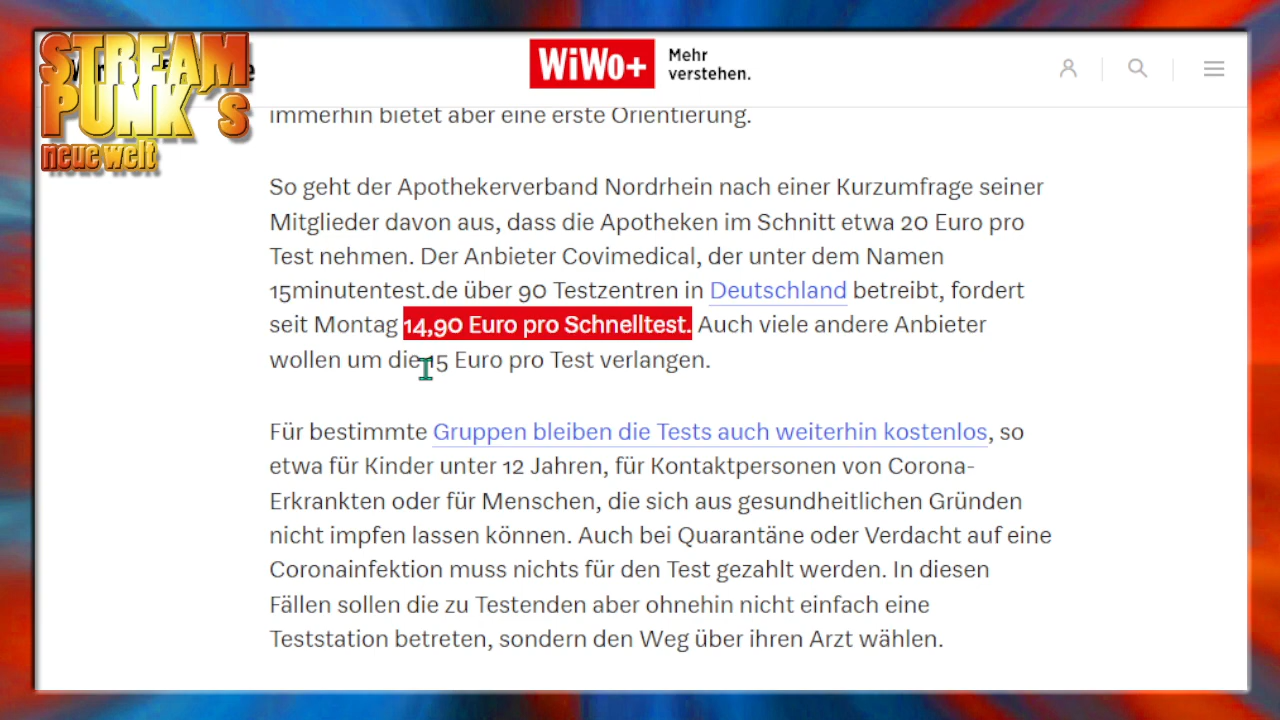 STREAM
PUNK´s
neue welt
WiWo+
Mehr
verstehen.
immerhin bietet aber eine erste Orientierung.
So geht der Apothekerverband Nordrhein nach einer Kurzumfrage seiner
Mitglieder davon aus, dass die Apotheken im Schnitt etwa 20 Euro pro
Test nehmen. Der Anbieter Covimedical, der unter dem Namen
15minutentest.de über 90 Testzentren in Deutschland betreibt, fordert
seit Montag 14,90 Euro pro Schnelltest. Auch viele andere Anbieter
wollen um die 15 Euro pro Test verlangen.
Für bestimmte Gruppen bleiben die Tests auch weiterhin kostenlos, so
etwa für Kinder unter 12 Jahren, für Kontaktpersonen von Corona-
Erkrankten oder für Menschen, die sich aus gesundheitlichen Gründen
nicht impfen lassen können. Auch bei Quarantäne oder Verdacht auf eine
Coronainfektion muss nichts für den Test gezahlt werden. In diesen
Fällen sollen die zu Testenden aber ohnehin nicht einfach eine
Teststation betreten, sondern den Weg über ihren Arzt wählen.